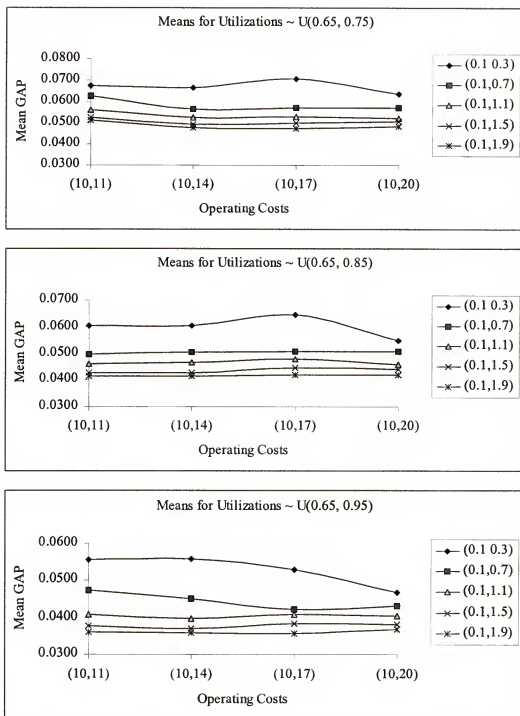 Means for Utilizations ~ U(0.65, 0.75)
Mean GAP
0.0800
0.0700
0.0600
0.0500
0.0400
0.0300
(10,11) (10,14) (10,17) (10,20)
Operating Costs
(0.1 0.3)
(0.1,0.7)
(0.1,1.1)
(0.1,1.5)
(0.1,1.9)
Means for Utilizations ~ U(0.65, 0.85)
Mean GAP
0.0700
0.0600
0.0500
0.0400
0.0300
(10,11) (10,14) (10,17) (10,20)
Operating Costs
(0.1 0.3)
(0.1,0.7)
(0.1,1.1)
(0.1,1.5)
(0.1,1.9)
Means for Utilizations ~ U(0.65, 0.95)
Mean GAP
0.0600
0.0500
0.0400
0.0300
(10,11) (10,14) (10,17) (10,20)
Operating Costs
(0.1 0.3)
(0.1,0.7)
(0.1,1.1)
(0.1,1.5)
(0.1,1.9)